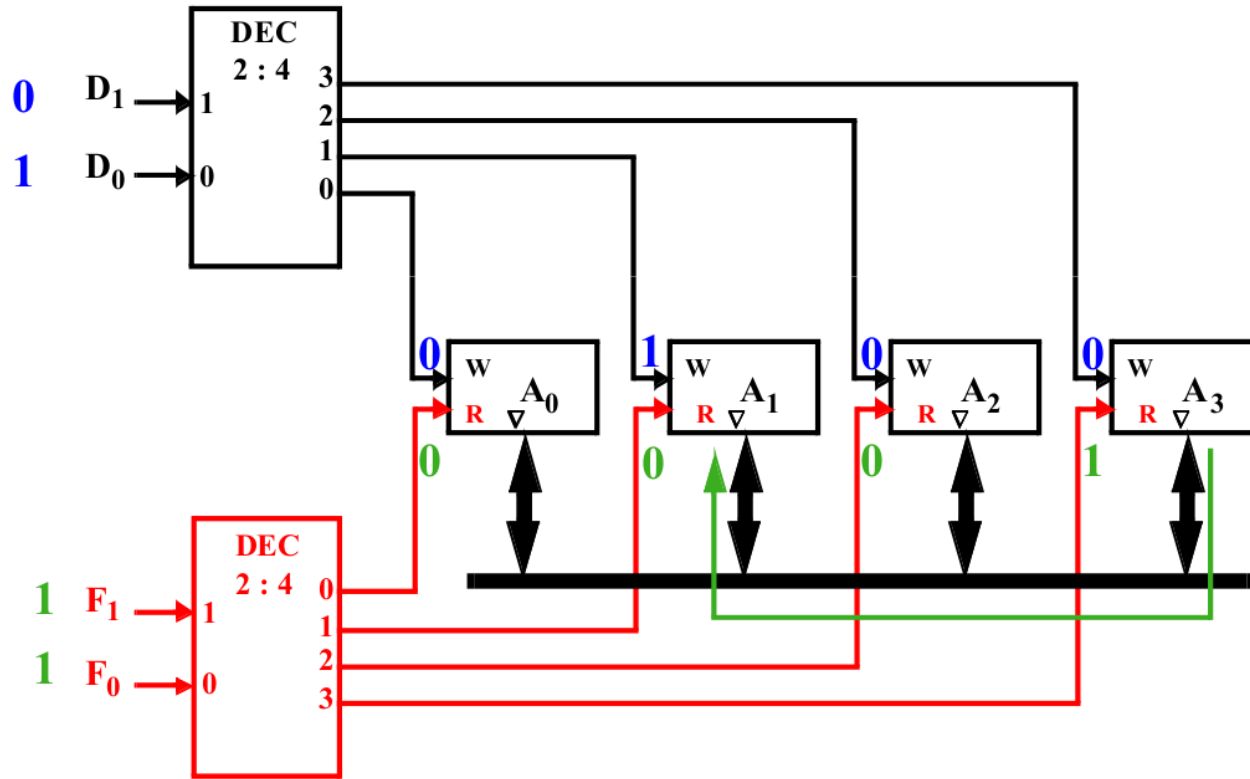 DEC
2 : 4
0 D1 1
1 D0 0
3
2
1
0
0 W R A0 0
1 W R A1 0
0 W R A2 0
0 W R A3 1
DEC
2 : 4
1 F1 1
1 F0 0
0
1
2
3